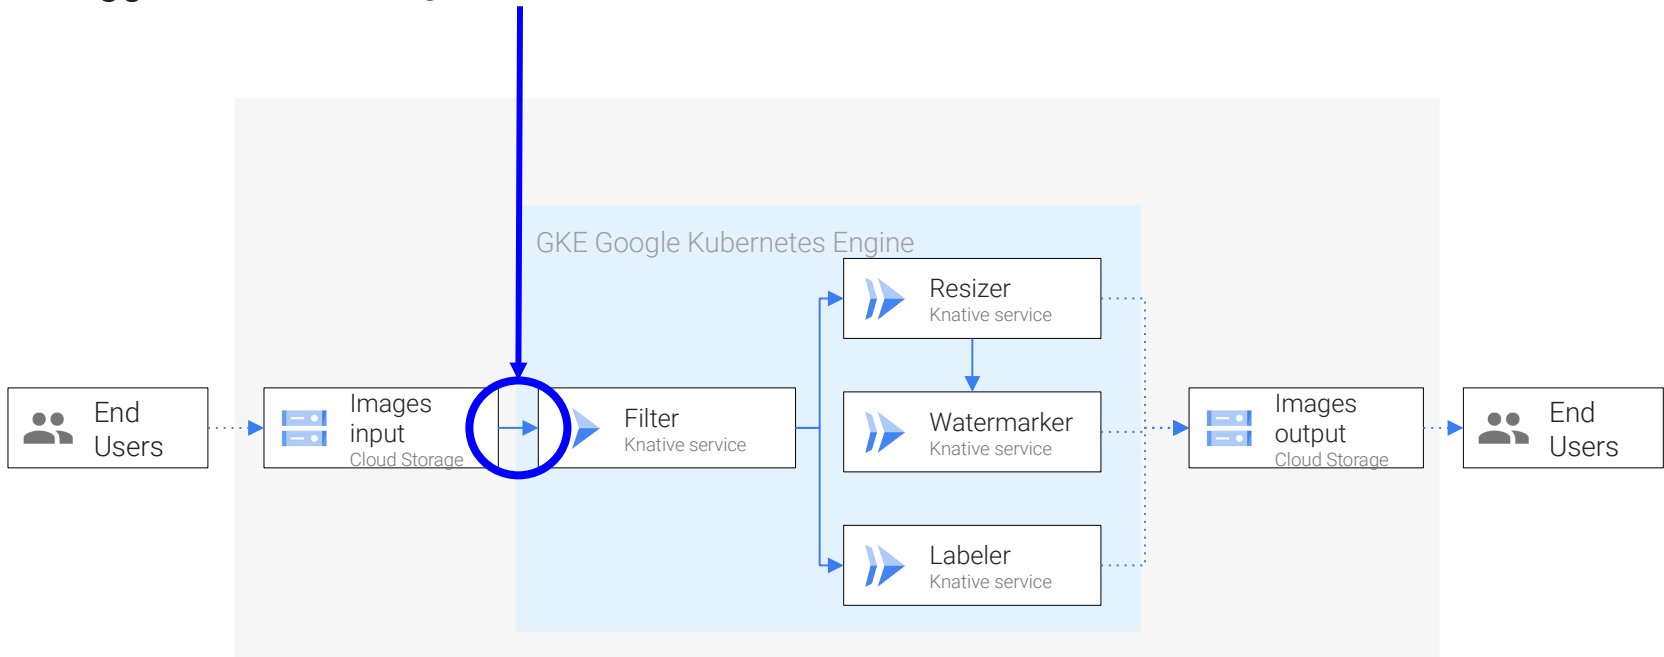 GKE Google Kubernetes Engine
Resizer
Knative service
End
Users
Images
input
Cloud Storage
Filter
Knative service
Watermarker
Knative service
Images
output
Cloud Storage
End
Users
Labeler
Knative service